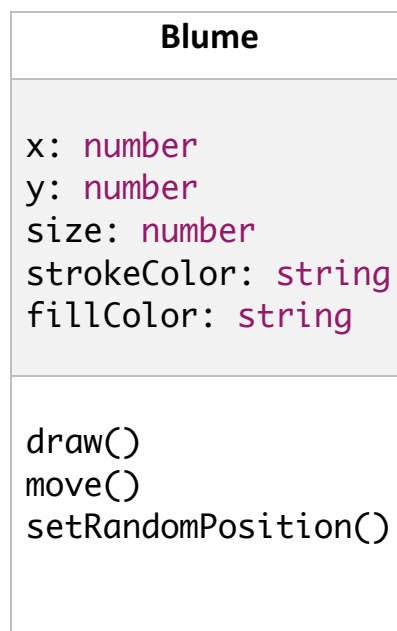 Blume
x: number
y: number
size: number
strokeColor: string
fillColor: string
draw()
move()
setRandomPosition()